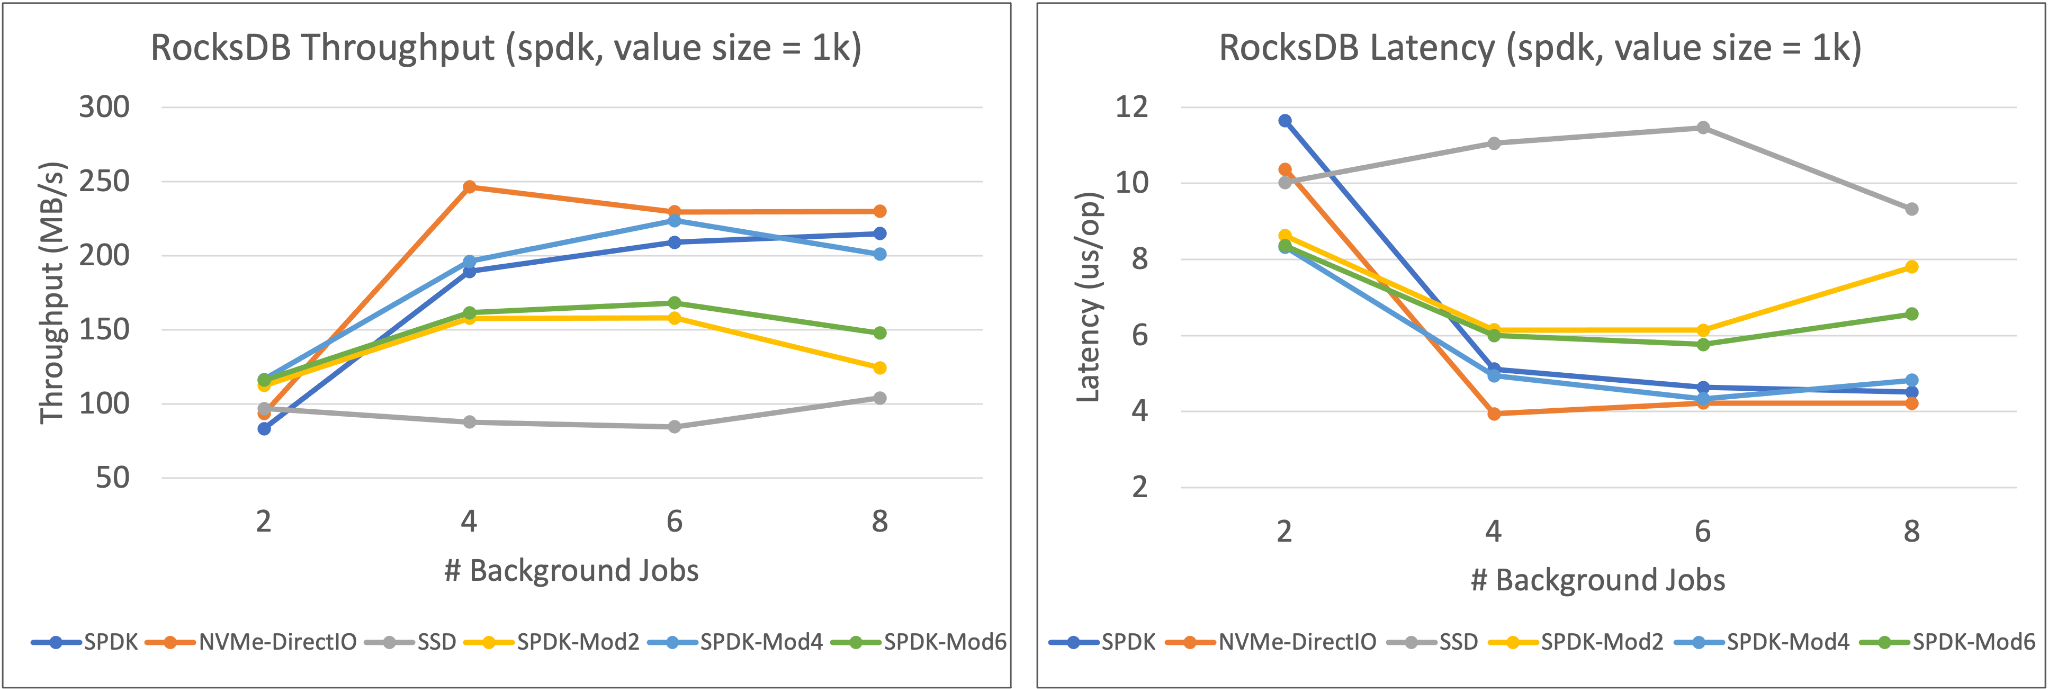 RocksDB Throughput (spdk, value size = 1k)
300
250
200
150
100
50
Throughput (MB/s)
2 4 6 8
# Background Jobs
SPDK NVMe-DirectIO SSD SPDK-Mod2 SPDK-Mod4 SPDK-Mod6
RocksDB Latency (spdk, value size = 1k)
12
10
8
6
4
2
Latency (us/op)
2 4 6 8
# Background Jobs
SPDK NVMe-DirectIO SSD SPDK-Mod2 SPDK-Mod4 SPDK-Mod6